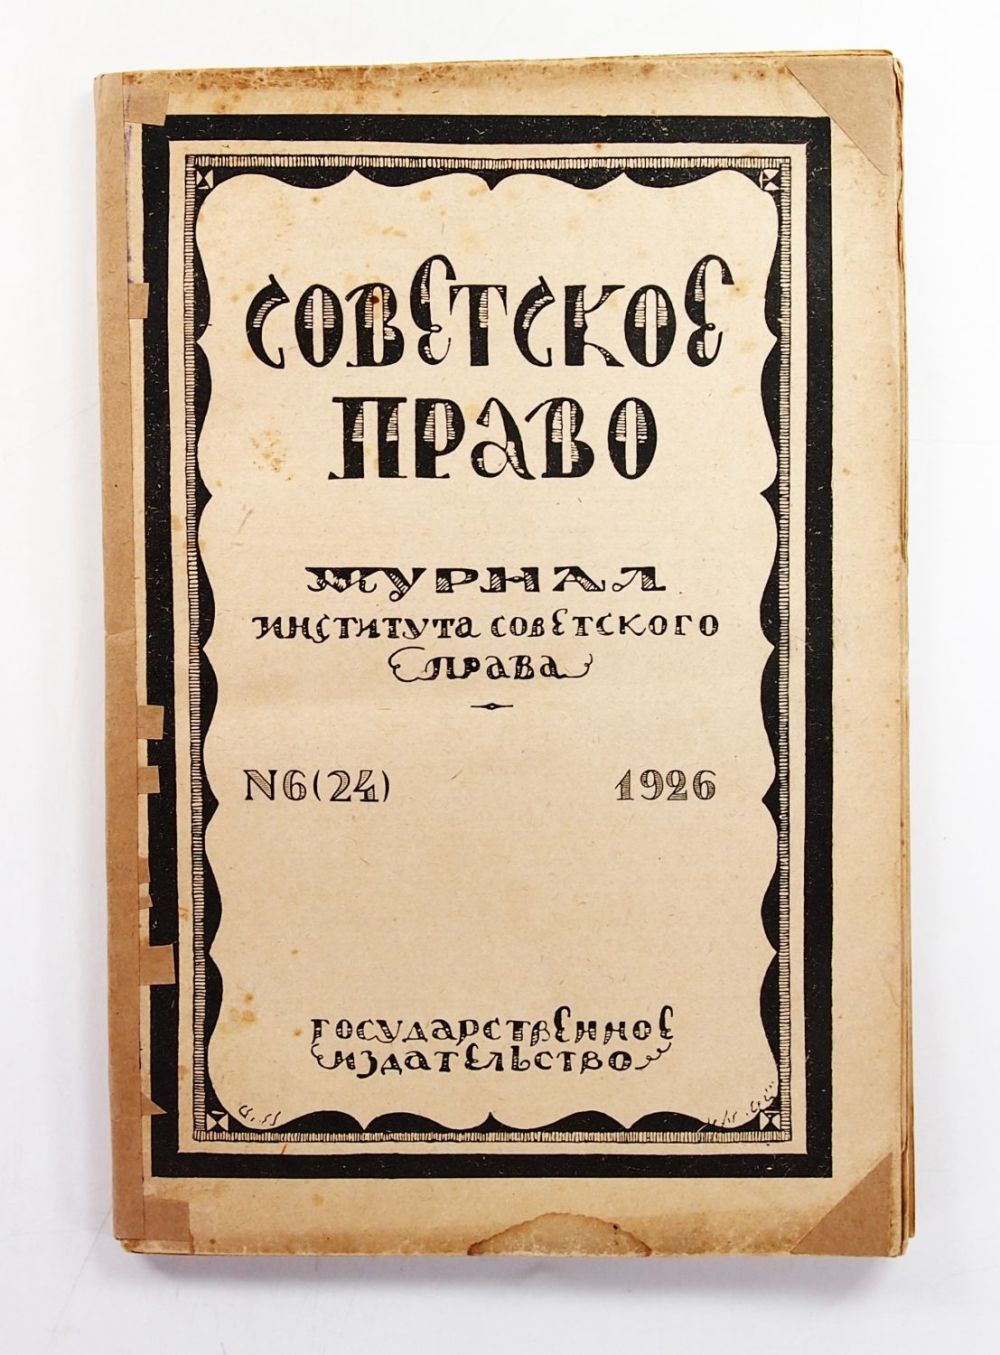 СОВЕТСКОЕ
ПРАВО
ЖУРНАЛ
ИНСТИТУТА СОВЕТСКОГО
ПРАВА
N6(24) 1926
ГОСУДАРСТВЕННОЕ
ИЗДАТЕЛЬСТВО